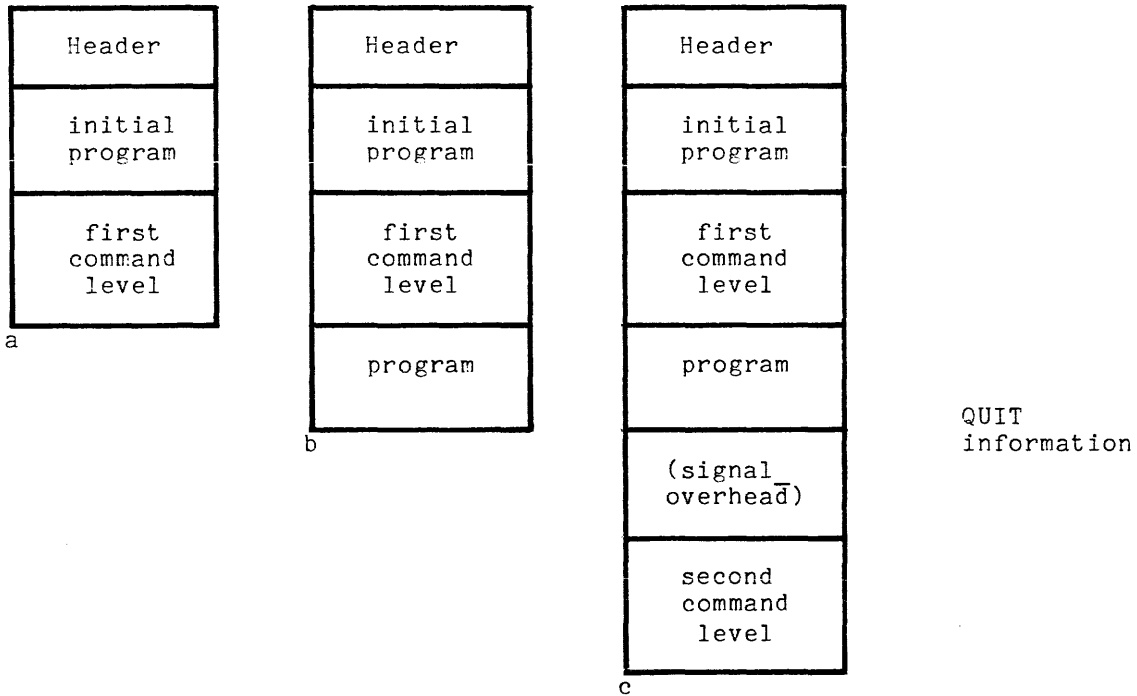 Header
initial
program
first
command
level
a
Header
initial
program
first
command
level
program
b
Header
initial
program
first
command
level
program
(signal_
overhead)
second
command
level
c
QUIT
information